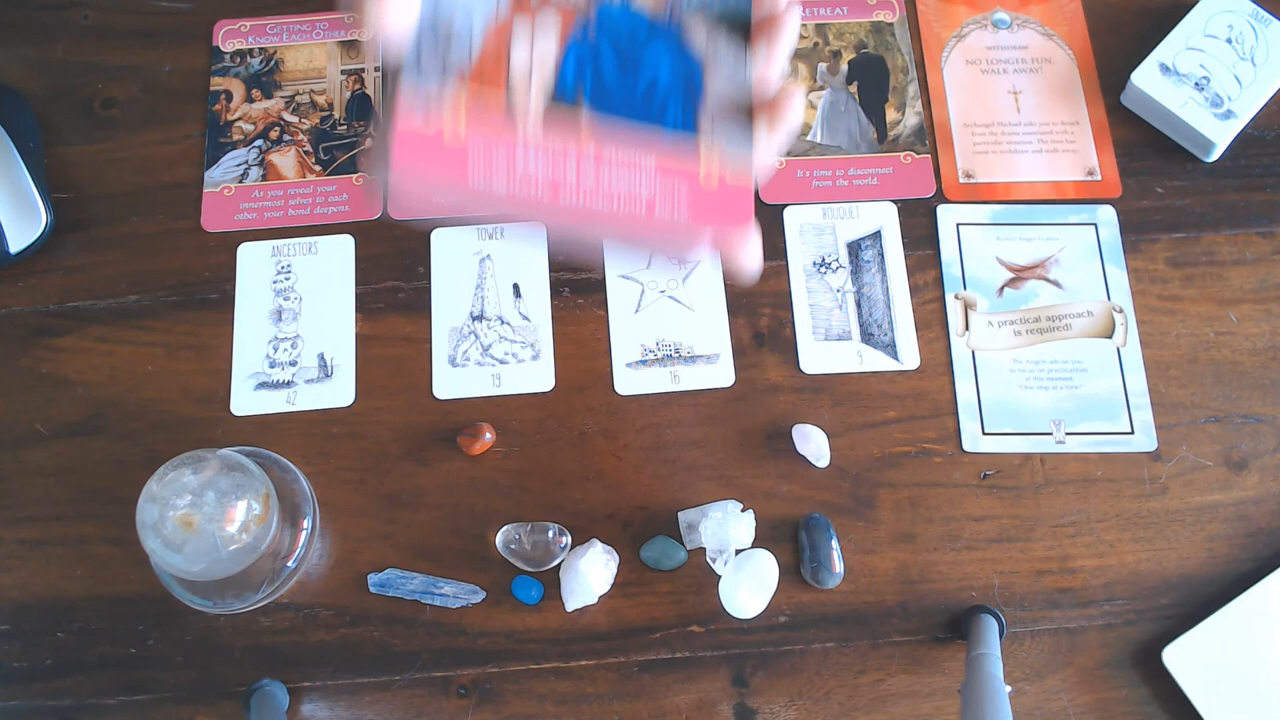 GETTING TO
KNOW EACH OTHER
As you reveal your
innermost selves to each
other, your bond deepens.
RETREAT
It's time to disconnect
from the world.
WITHDRAW
NO LONGER FUN,
WALK AWAY!
Archangel Michael asks you to detach
from the drama associated with a
particular situation. The time has
come to withdraw and walk away.
SNAKE
ANCESTORS
42
TOWER
19
16
BOUQUET
9
A practical approach
is required!
The Angels advise you
to focus on practicalities
at this moment.
"One step at a time!"